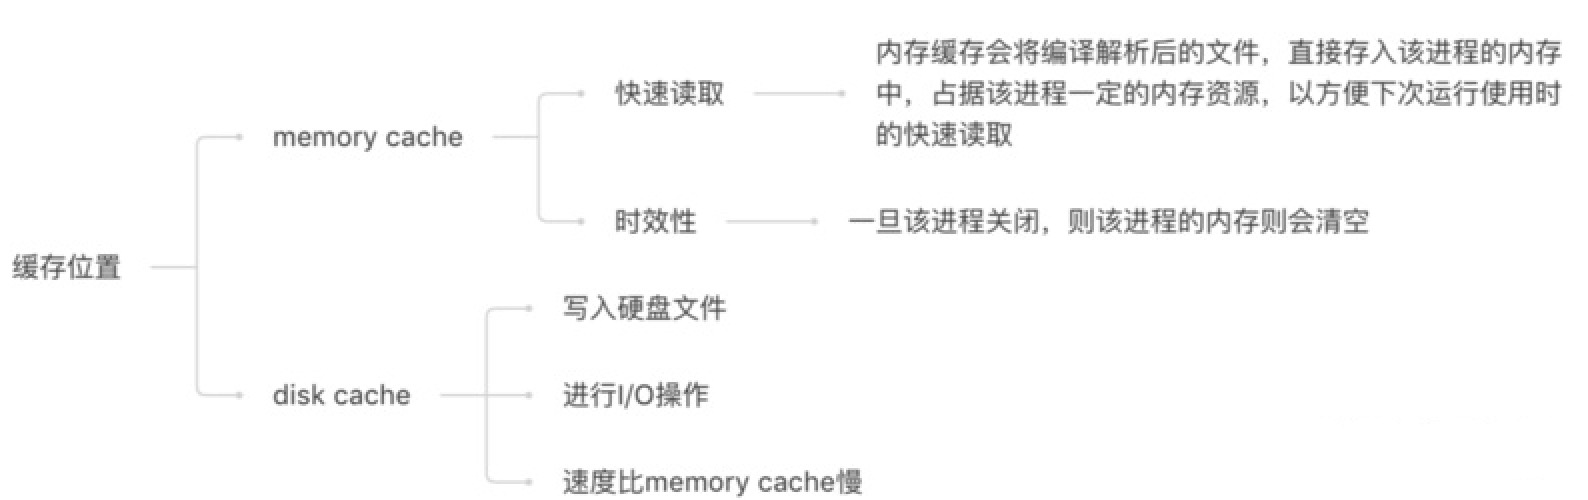 缓存位置
memory cache
快速读取
内存缓存会将编译解析后的文件，直接存入该进程的内存
中，占据该进程一定的内存资源，以方便下次运行使用时
的快速读取
时效性
一旦该进程关闭，则该进程的内存则会清空
disk cache
写入硬盘文件
进行I/O操作
速度比memory cache慢